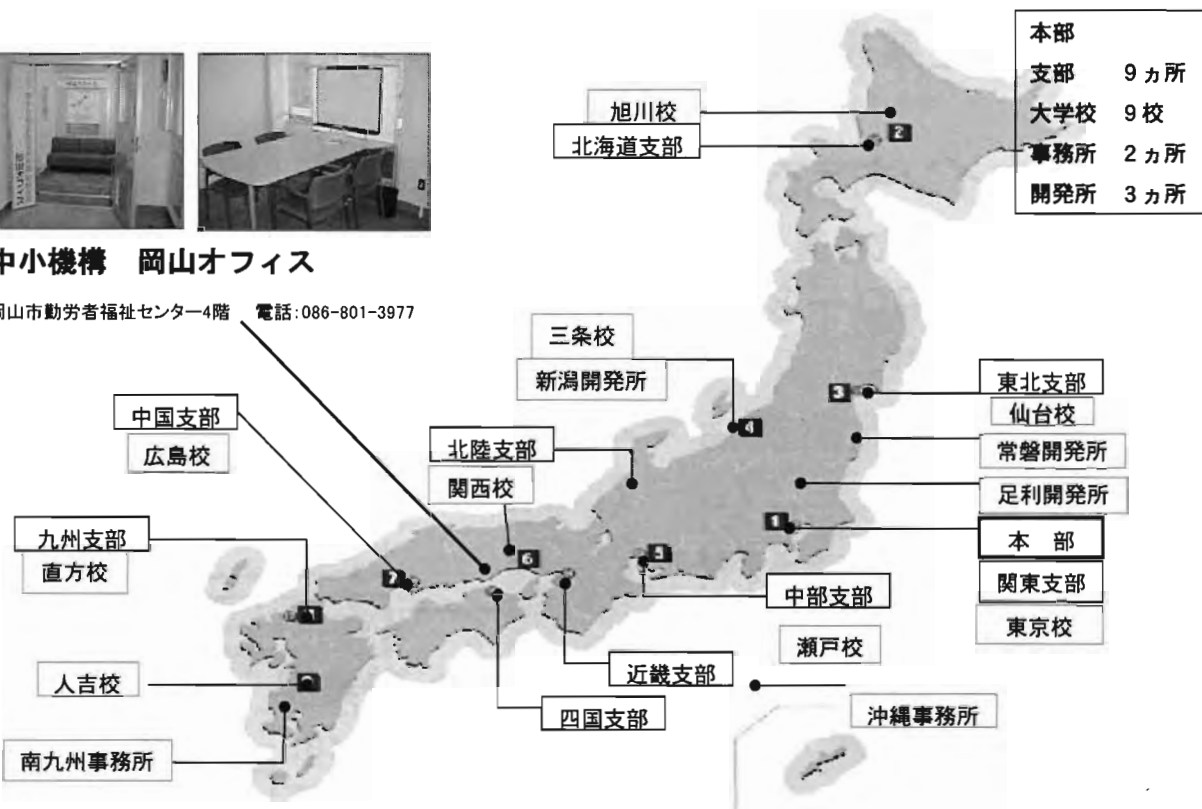 本部
支部 9ヵ所
大学校 9校
事務所 2ヵ所
開発所 3ヵ所
旭川校
北海道支部
2
中小機構 岡山オフィス
岡山市勤労者福祉センター4階 電話:086-801-3977
三条校
新潟開発所
4
3
東北支部
仙台校
常磐開発所
足利開発所
1
本 部
関東支部
東京校
中国支部
広島校
7
北陸支部
関西校
6
5
中部支部
瀬戸校
九州支部
直方校
近畿支部
四国支部
人吉校
南九州事務所
沖縄事務所